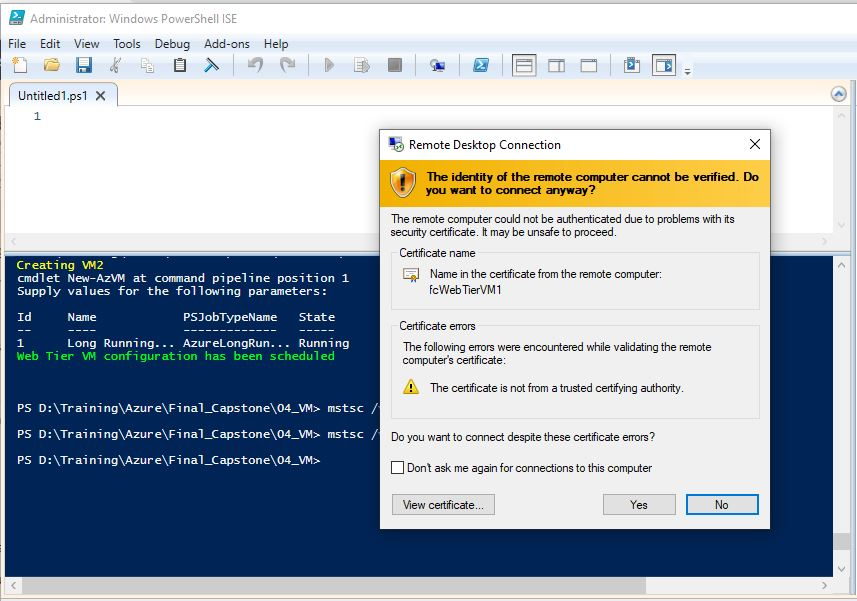 Administrator: Windows PowerShell ISE
File Edit View Tools Debug Add-ons Help
Untitled1.ps1
1
Creating VM2
cmdlet New-AzVM at command pipeline position 1
Supply values for the following parameters:
Id Name PSJobTypeName State
-- ---- ------------- -----
1 Long Running... AzureLongRun... Running
Web Tier VM configuration has been scheduled
PS D:\Training\Azure\Final_Capstone\04_VM> mstsc /
PS D:\Training\Azure\Final_Capstone\04_VM> mstsc /
PS D:\Training\Azure\Final_Capstone\04_VM>
Remote Desktop Connection
The identity of the remote computer cannot be verified. Do
you want to connect anyway?
The remote computer could not be authenticated due to problems with its
security certificate. It may be unsafe to proceed.
Certificate name
Name in the certificate from the remote computer:
fcWebTierVM1
Certificate errors
The following errors were encountered while validating the remote
computer's certificate:
The certificate is not from a trusted certifying authority.
Do you want to connect despite these certificate errors?
Don't ask me again for connections to this computer
View certificate... Yes No